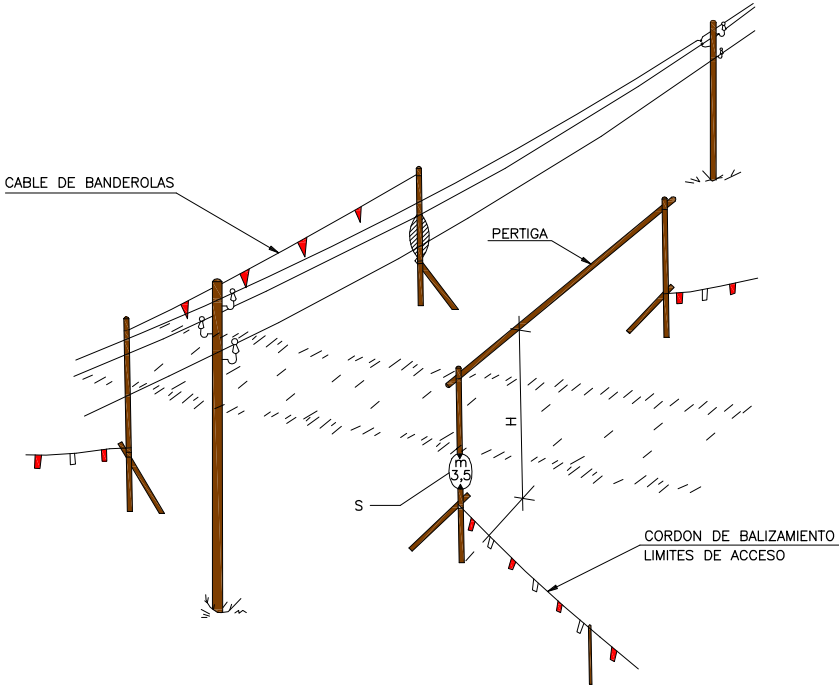 CABLE DE BANDEROLAS
PERTIGA
H
m
3,5
S
CORDON DE BALIZAMIENTO
LIMITES DE ACCESO